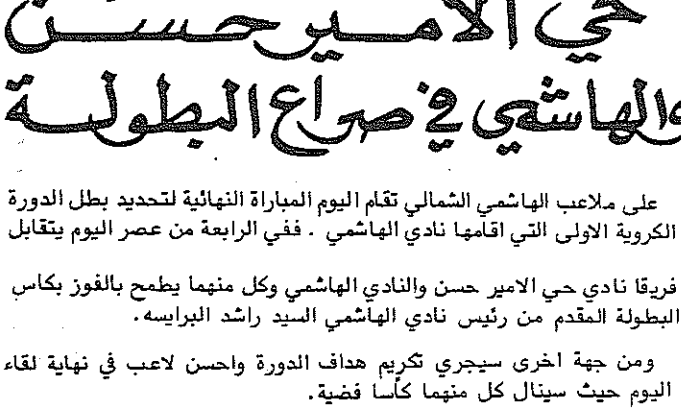 حي الامير حسن
والهاشمي في صراع البطولة
على ملاعب الهاشمي الشمالي تقام اليوم المباراة النهائية لتحديد بطل الدورة
الكروية الاولى التي اقامها نادي الهاشمي . ففي الرابعة من عصر اليوم يتقابل
فريقا نادي حي الامير حسن والنادي الهاشمي وكل منهما يطمح بالفوز بكاس
البطولة المقدم من رئيس نادي الهاشمي السيد راشد البرايسه.
ومن جهة اخرى سيجري تكريم هداف الدورة واحسن لاعب في نهاية لقاء
اليوم حيث سينال كل منهما كأسا فضية.